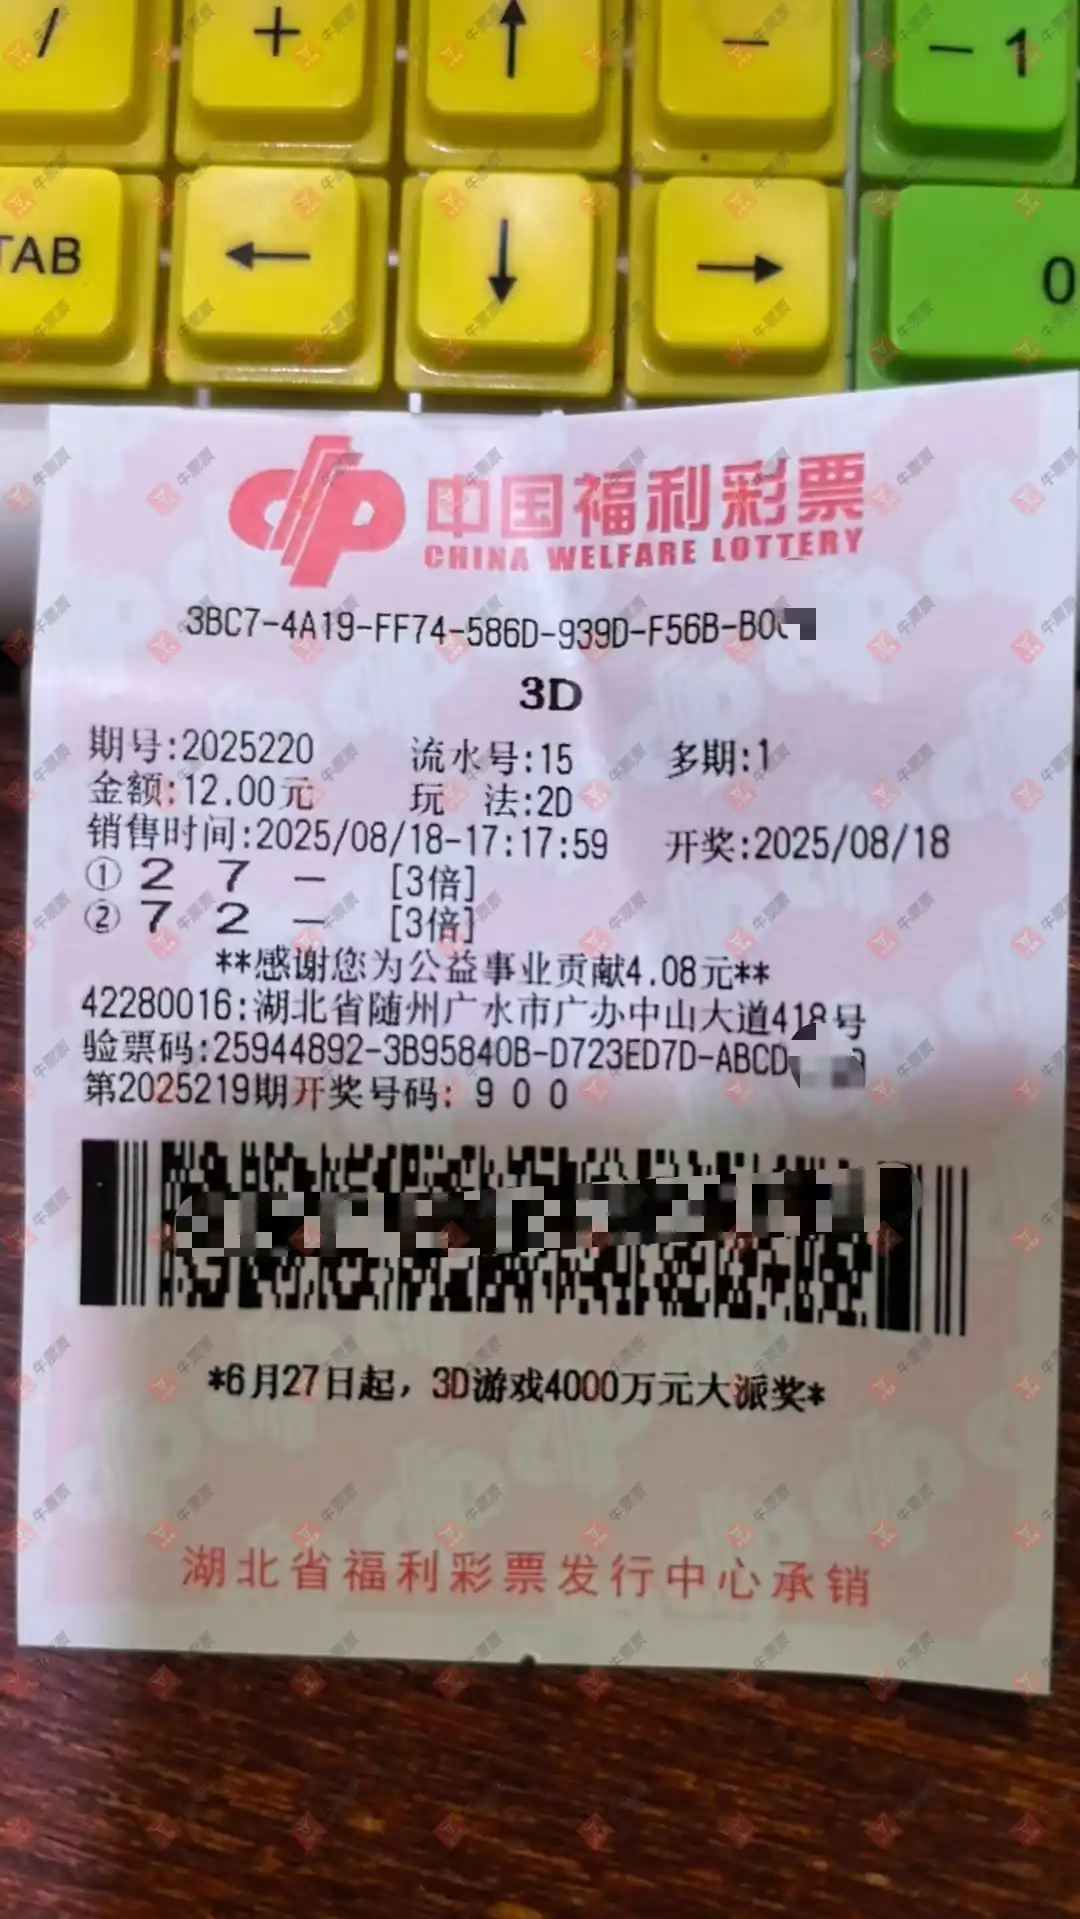 / + ↑ − −1
TAB ← ↓ → 0
中国福利彩票
CHINA WELFARE LOTTERY
3BC7-4A19-FF74-586D-939D-F56B-B0
3D
期号:2025220 流水号:15 多期:1
金额:12.00元 玩 法:2D
销售时间:2025/08/18-17:17:59 开奖:2025/08/18
① 2 7 − [3倍]
② 7 2 − [3倍]
**感谢您为公益事业贡献4.08元**
42280016:湖北省随州广水市广办中山大道418号
验票码:25944892-3B95840B-D723ED7D-ABCD
第2025219期开奖号码: 9 0 0
*6月27日起，3D游戏4000万元大派奖*
湖北省福利彩票发行中心承销
牛票票